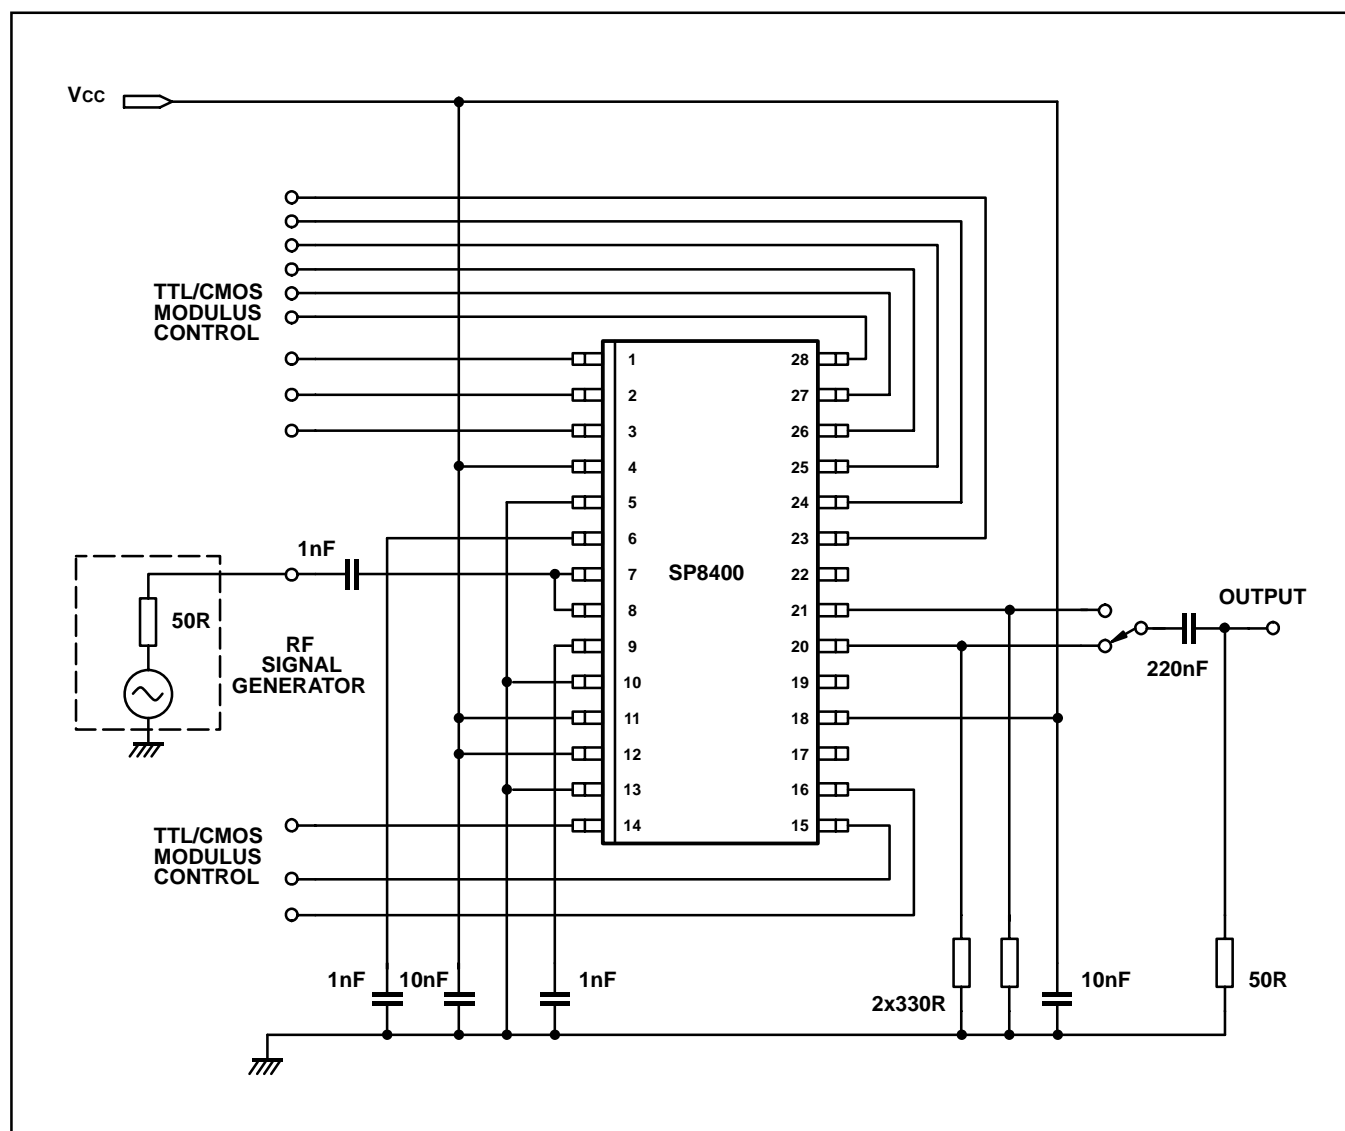 Vcc
TTL/CMOS
MODULUS
CONTROL
1 28
2 27
3 26
4 25
5 24
6 23
1nF
7 SP8400 22
8 21
OUTPUT
50R
9 20
RF
SIGNAL
GENERATOR
220nF
10 19
11 18
12 17
13 16
14 15
TTL/CMOS
MODULUS
CONTROL
1nF 10nF 1nF 2x330R 10nF 50R